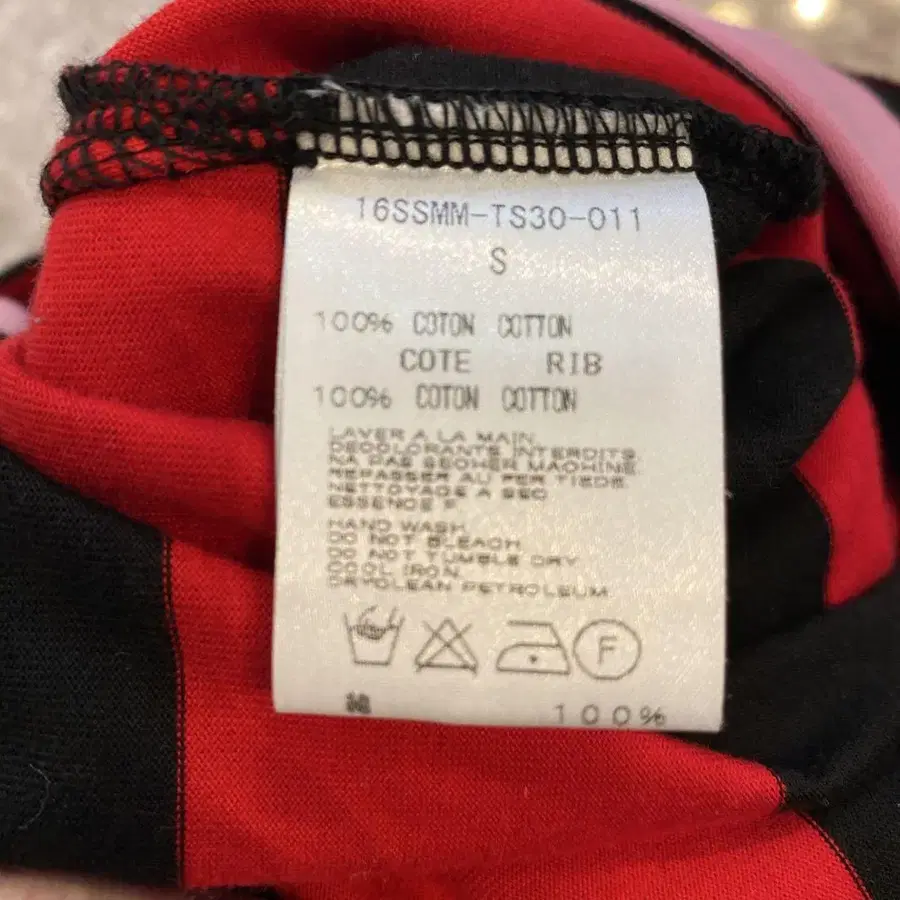 16SSMM-TS30-011
S
100% COTON COTTON
COTE RIB
100% COTON COTTON
LAVER A LA MAIN.
DECOLORANTS INTERDITS.
NA PAS SECHER MACHINE.
REPASSER AU FER TIEDE.
NETTOYAGE A SEC
ESSENCE F.
HAND WASH.
DO NOT BLEACH.
DO NOT TUMBLE DRY.
COOL IRON.
DRYCLEAN PETROLEUM.
F
100%